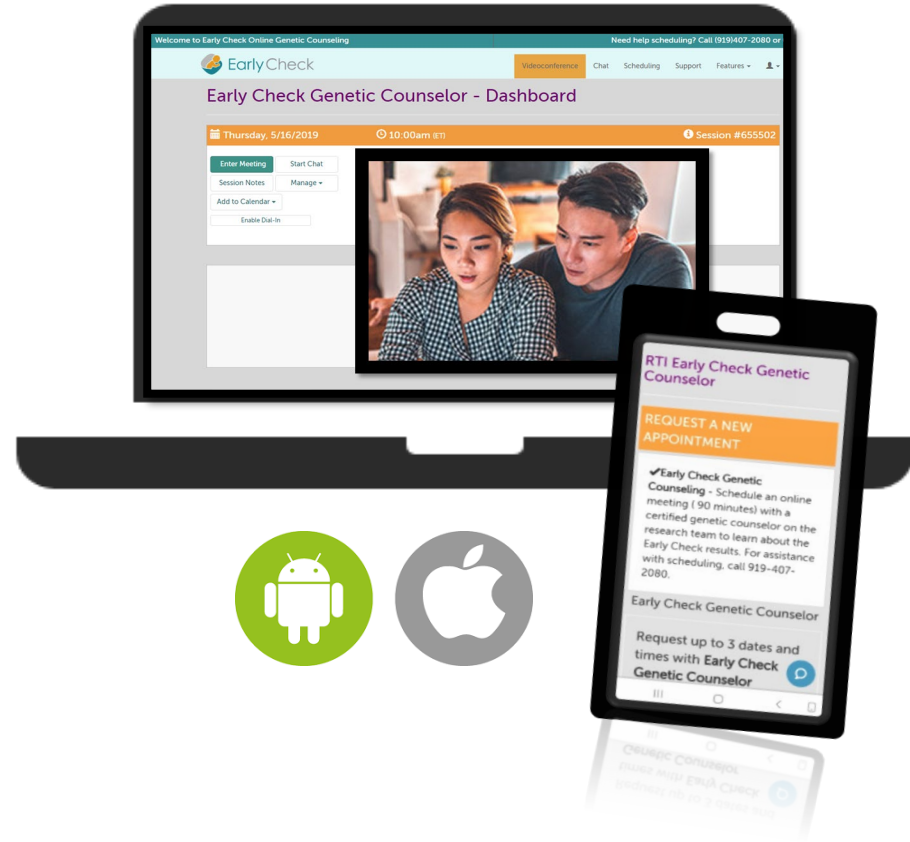 Welcome to Early Check Online Genetic Counseling
Need help scheduling? Call (919)407-2080 or
Early Check
Videoconference
Chat
Scheduling
Support
Features
Early Check Genetic Counselor - Dashboard
Thursday, 5/16/2019
10:00am (ET)
Session #655502
Enter Meeting
Start Chat
Session Notes
Manage
Add to Calendar
Enable Dial-In
RTI Early Check Genetic
Counselor
REQUEST A NEW
APPOINTMENT
Early Check Genetic
Counseling - Schedule an online
meeting ( 90 minutes) with a
certified genetic counselor on the
research team to learn about the
Early Check results. For assistance
with scheduling, call 919-407-
2080.
Early Check Genetic Counselor
Request up to 3 dates and
times with Early Check
Genetic Counselor